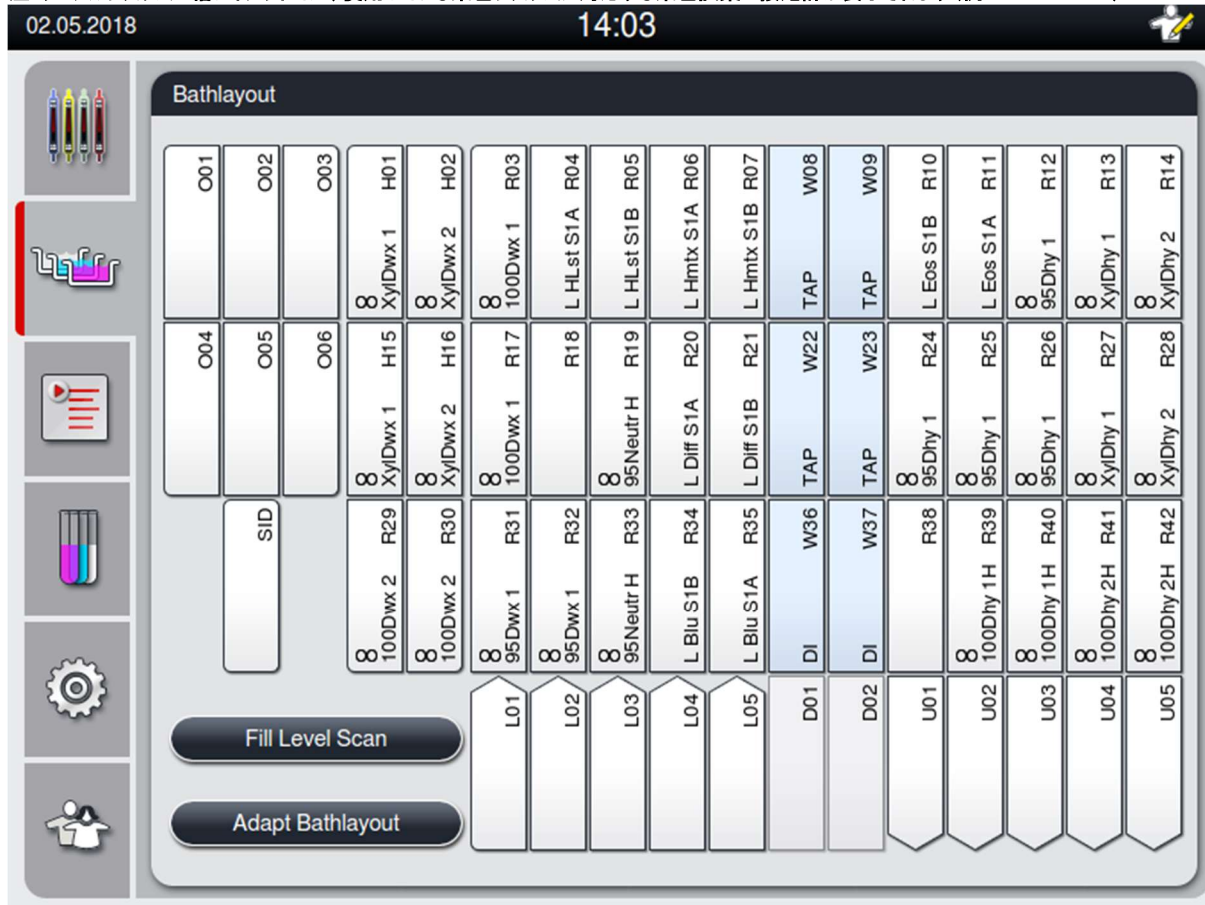 02.05.2018
14:03
Bathlayout
O01
O02
O03
∞ XylDwx 1 H01
∞ XylDwx 2 H02
∞ 100Dwx 1 R03
L HLst S1A R04
L HLst S1B R05
L Hmtx S1A R06
L Hmtx S1B R07
TAP W08
TAP W09
L Eos S1B R10
L Eos S1A R11
∞ 95Dhy 1 R12
∞ XylDhy 1 R13
∞ XylDhy 2 R14
O04
O05
O06
∞ XylDwx 1 H15
∞ XylDwx 2 H16
∞ 100Dwx 1 R17
R18
∞ 95Neutr H R19
L Diff S1A R20
L Diff S1B R21
TAP W22
TAP W23
∞ 95Dhy 1 R24
∞ 95Dhy 1 R25
∞ 95Dhy 1 R26
∞ XylDhy 1 R27
∞ XylDhy 2 R28
SID
∞ 100Dwx 2 R29
∞ 100Dwx 2 R30
∞ 95Dwx 1 R31
∞ 95Dwx 1 R32
∞ 95Neutr H R33
L Blu S1B R34
L Blu S1A R35
DI W36
DI W37
R38
∞ 100Dhy 1H R39
∞ 100Dhy 1H R40
∞ 100Dhy 2H R41
∞ 100Dhy 2H R42
L01
L02
L03
L04
L05
D01
D02
U01
U02
U03
U04
U05
Fill Level Scan
Adapt Bathlayout